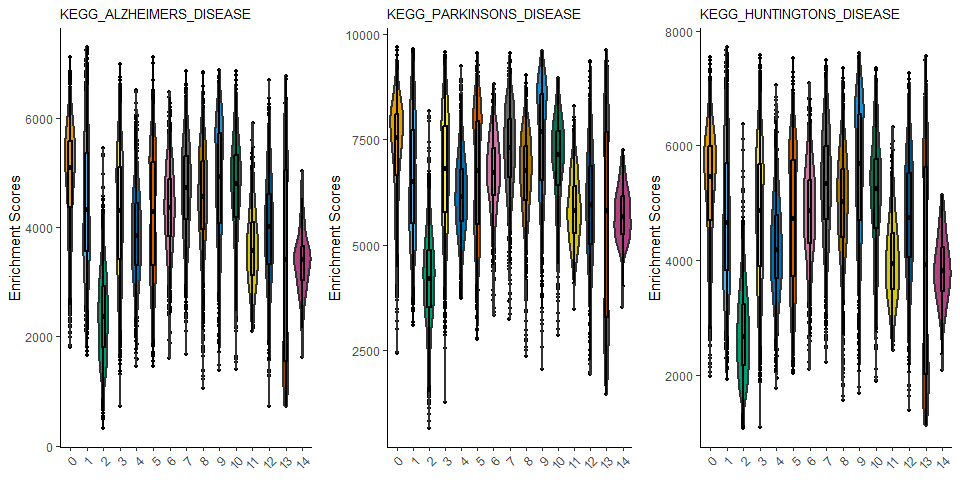 KEGG_ALZHEIMERS_DISEASE
Enrichment Scores
6000
4000
2000
0
0 1 2 3 4 5 6 7 8 9 10 11 12 13 14
KEGG_PARKINSONS_DISEASE
Enrichment Scores
10000
7500
5000
2500
0 1 2 3 4 5 6 7 8 9 10 11 12 13 14
KEGG_HUNTINGTONS_DISEASE
Enrichment Scores
8000
6000
4000
2000
0 1 2 3 4 5 6 7 8 9 10 11 12 13 14